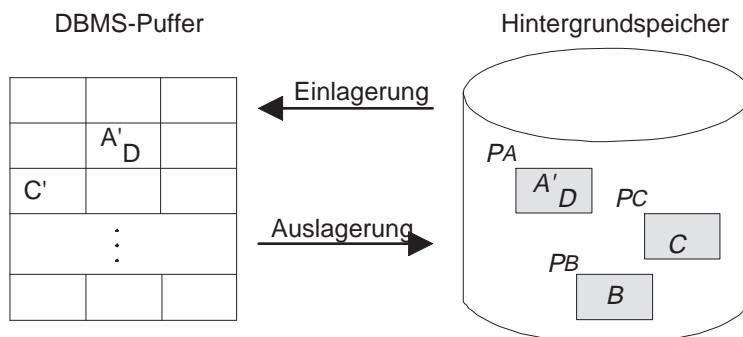 DBMS-Puffer
Hintergrundspeicher
Einlagerung
A'
D
C'
Auslagerung
PA
A'
D
PC
C
PB
B